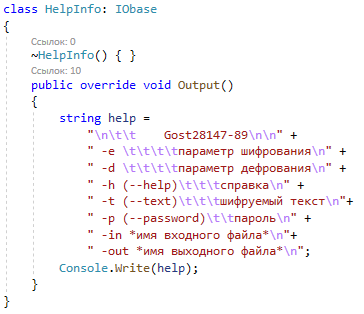 class HelpInfo: IObase
{
Ссылок: 0
~HelpInfo() { }
Ссылок: 10
public override void Output()
{
string help =
"\n\t\t    Gost28147-89\n\n" +
" -e \t\t\t\tпараметр шифрования\n" +
" -d \t\t\t\tпараметр дефрования\n" +
" -h (--help)\t\t\tсправка\n" +
" -t (--text)\t\t\tшифруемый текст\n"+
" -p (--password)\t\tпароль\n" +
" -in *имя входного файла*\n"+
" -out *имя выходного файла*\n";
Console.Write(help);
}
}